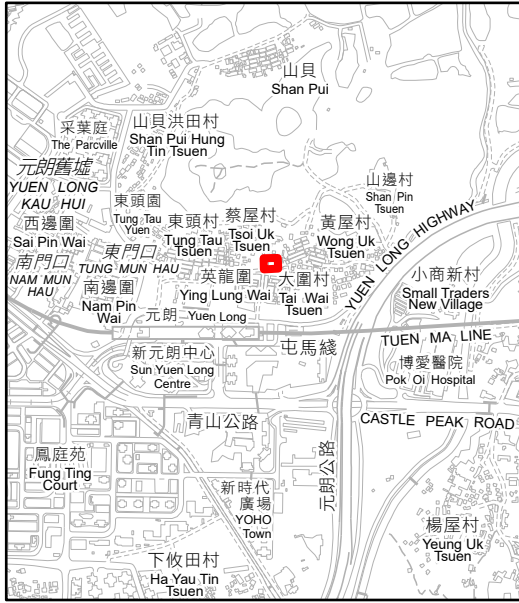 山貝
Shan Pui
采葉庭
The Parcville
山貝洪田村
Shan Pui Hung
Tin Tsuen
元朗舊墟
YUEN LONG
KAU HUI
山邊村
Shan Pin
Tsuen
東頭園
Tung Tau
Yuen
東頭村
Tung Tau
Tsuen
蔡屋村
Tsoi Uk
Tsuen
黃屋村
Wong Uk
Tsuen
YUEN LONG HIGHWAY
西邊圍
Sai Pin Wai
東門口
TUNG MUN HAU
南門口
NAM MUN
HAU
南邊圍
Nam Pin
Wai
英龍圍
Ying Lung Wai
大圍村
Tai Wai
Tsuen
小商新村
Small Traders
New Village
元朗 Yuen Long
屯馬綫
TUEN MA LINE
新元朗中心
Sun Yuen Long
Centre
博愛醫院
Pok Oi Hospital
青山公路
CASTLE PEAK ROAD
鳳庭苑
Fung Ting
Court
新時代
廣場
YOHO
Town
元朗公路
楊屋村
Yeung Uk
Tsuen
下攸田村
Ha Yau Tin
Tsuen